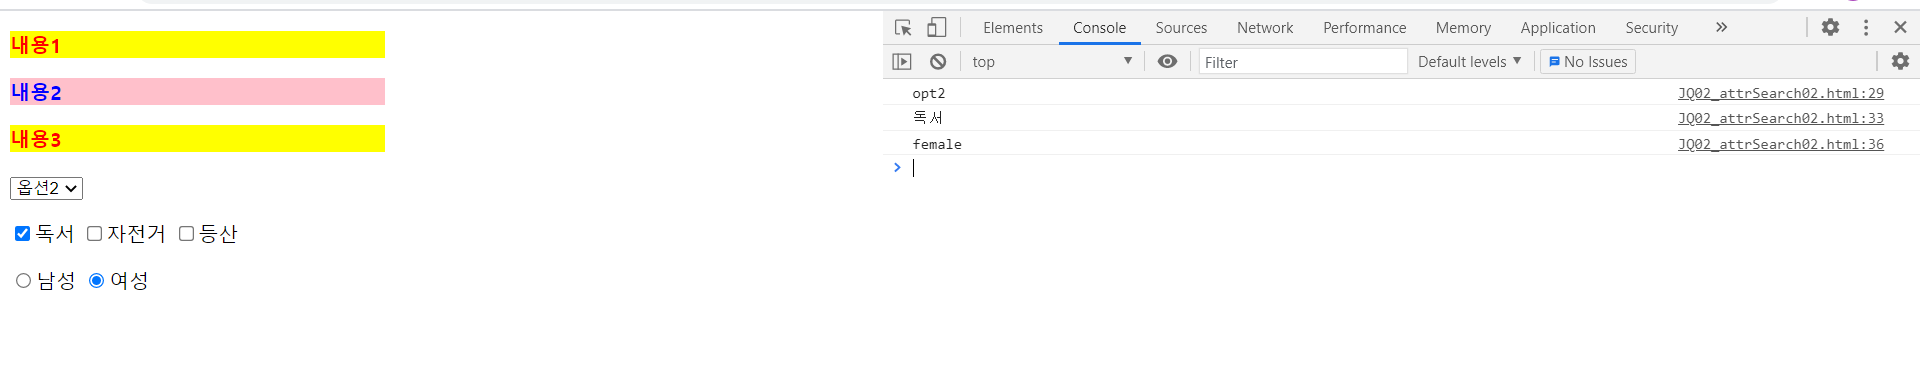 내용1
내용2
내용3
옵션2
독서 자전거 등산
남성 여성
Elements Console Sources Network Performance Memory Application Security
top Filter Default levels No Issues
opt2 JQ02_attrSearch02.html:29
독서 JQ02_attrSearch02.html:33
female JQ02_attrSearch02.html:36